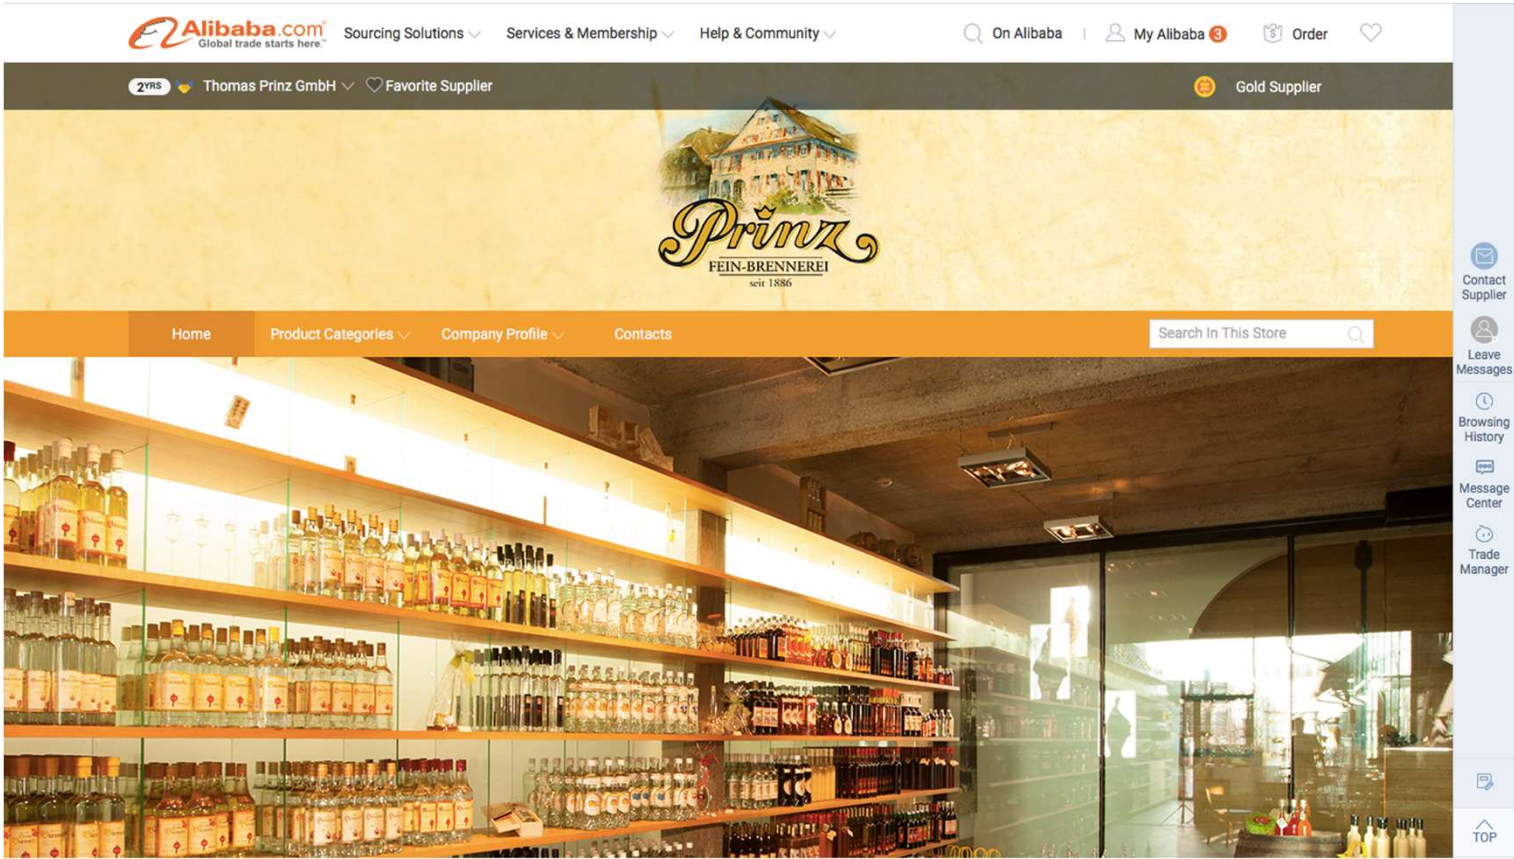 Alibaba.com
Global trade starts here.
Sourcing Solutions
Services & Membership
Help & Community
On Alibaba
My Alibaba 3
Order
2YRS
Thomas Prinz GmbH
Favorite Supplier
Gold Supplier
Prinz
FEIN-BRENNEREI
seit 1886
Home
Product Categories
Company Profile
Contacts
Search In This Store
Contact
Supplier
Leave
Messages
Browsing
History
Message
Center
Trade
Manager
TOP